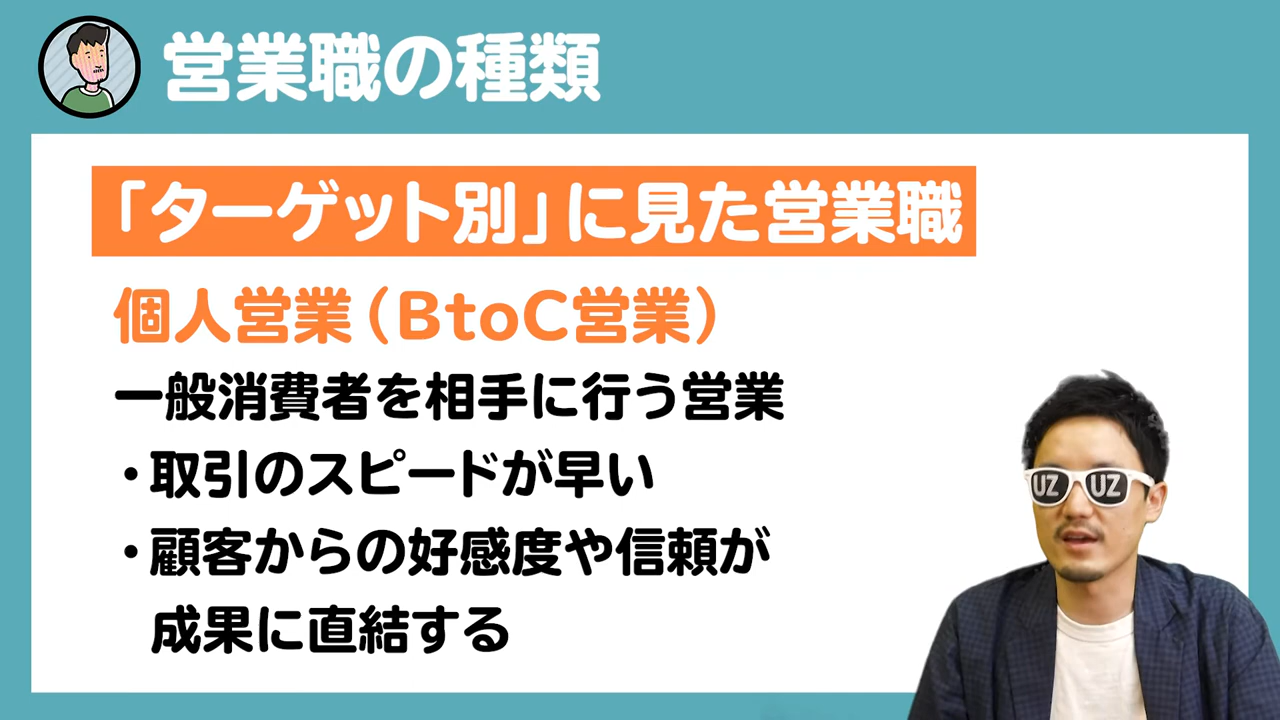 営業職の種類
「ターゲット別」に見た営業職
個人営業（BtoC営業）
一般消費者を相手に行う営業
・取引のスピードが早い
・顧客からの好感度や信頼が
成果に直結する
UZ UZ